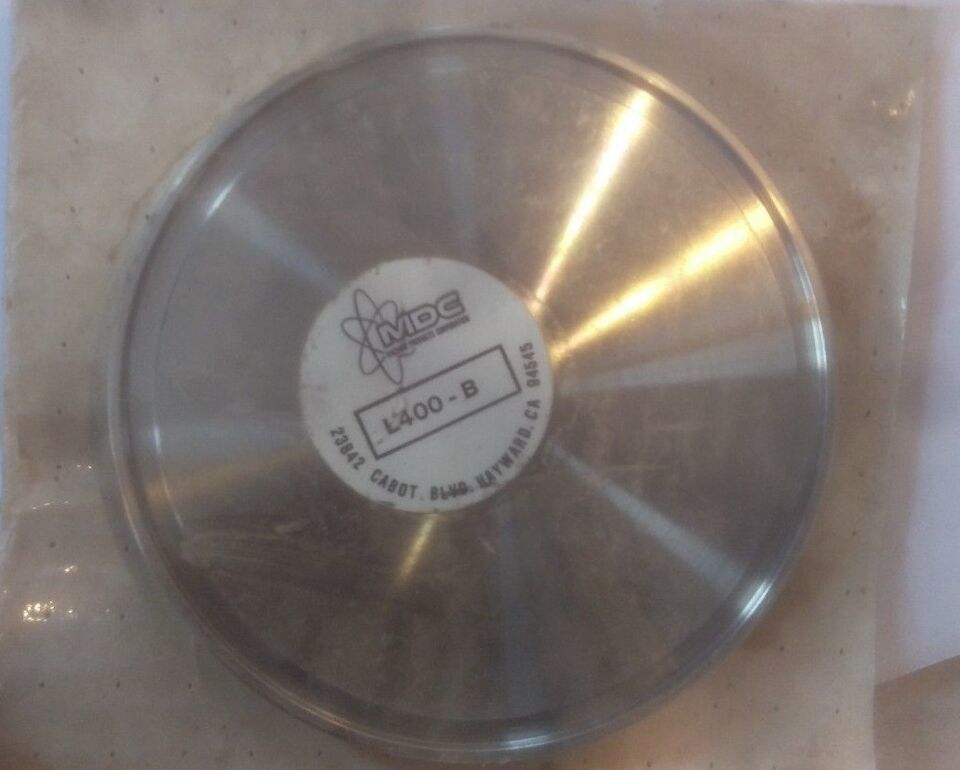 MDC
L400-B
23842 CABOT. BLVD. HAYWARD, CA 94545